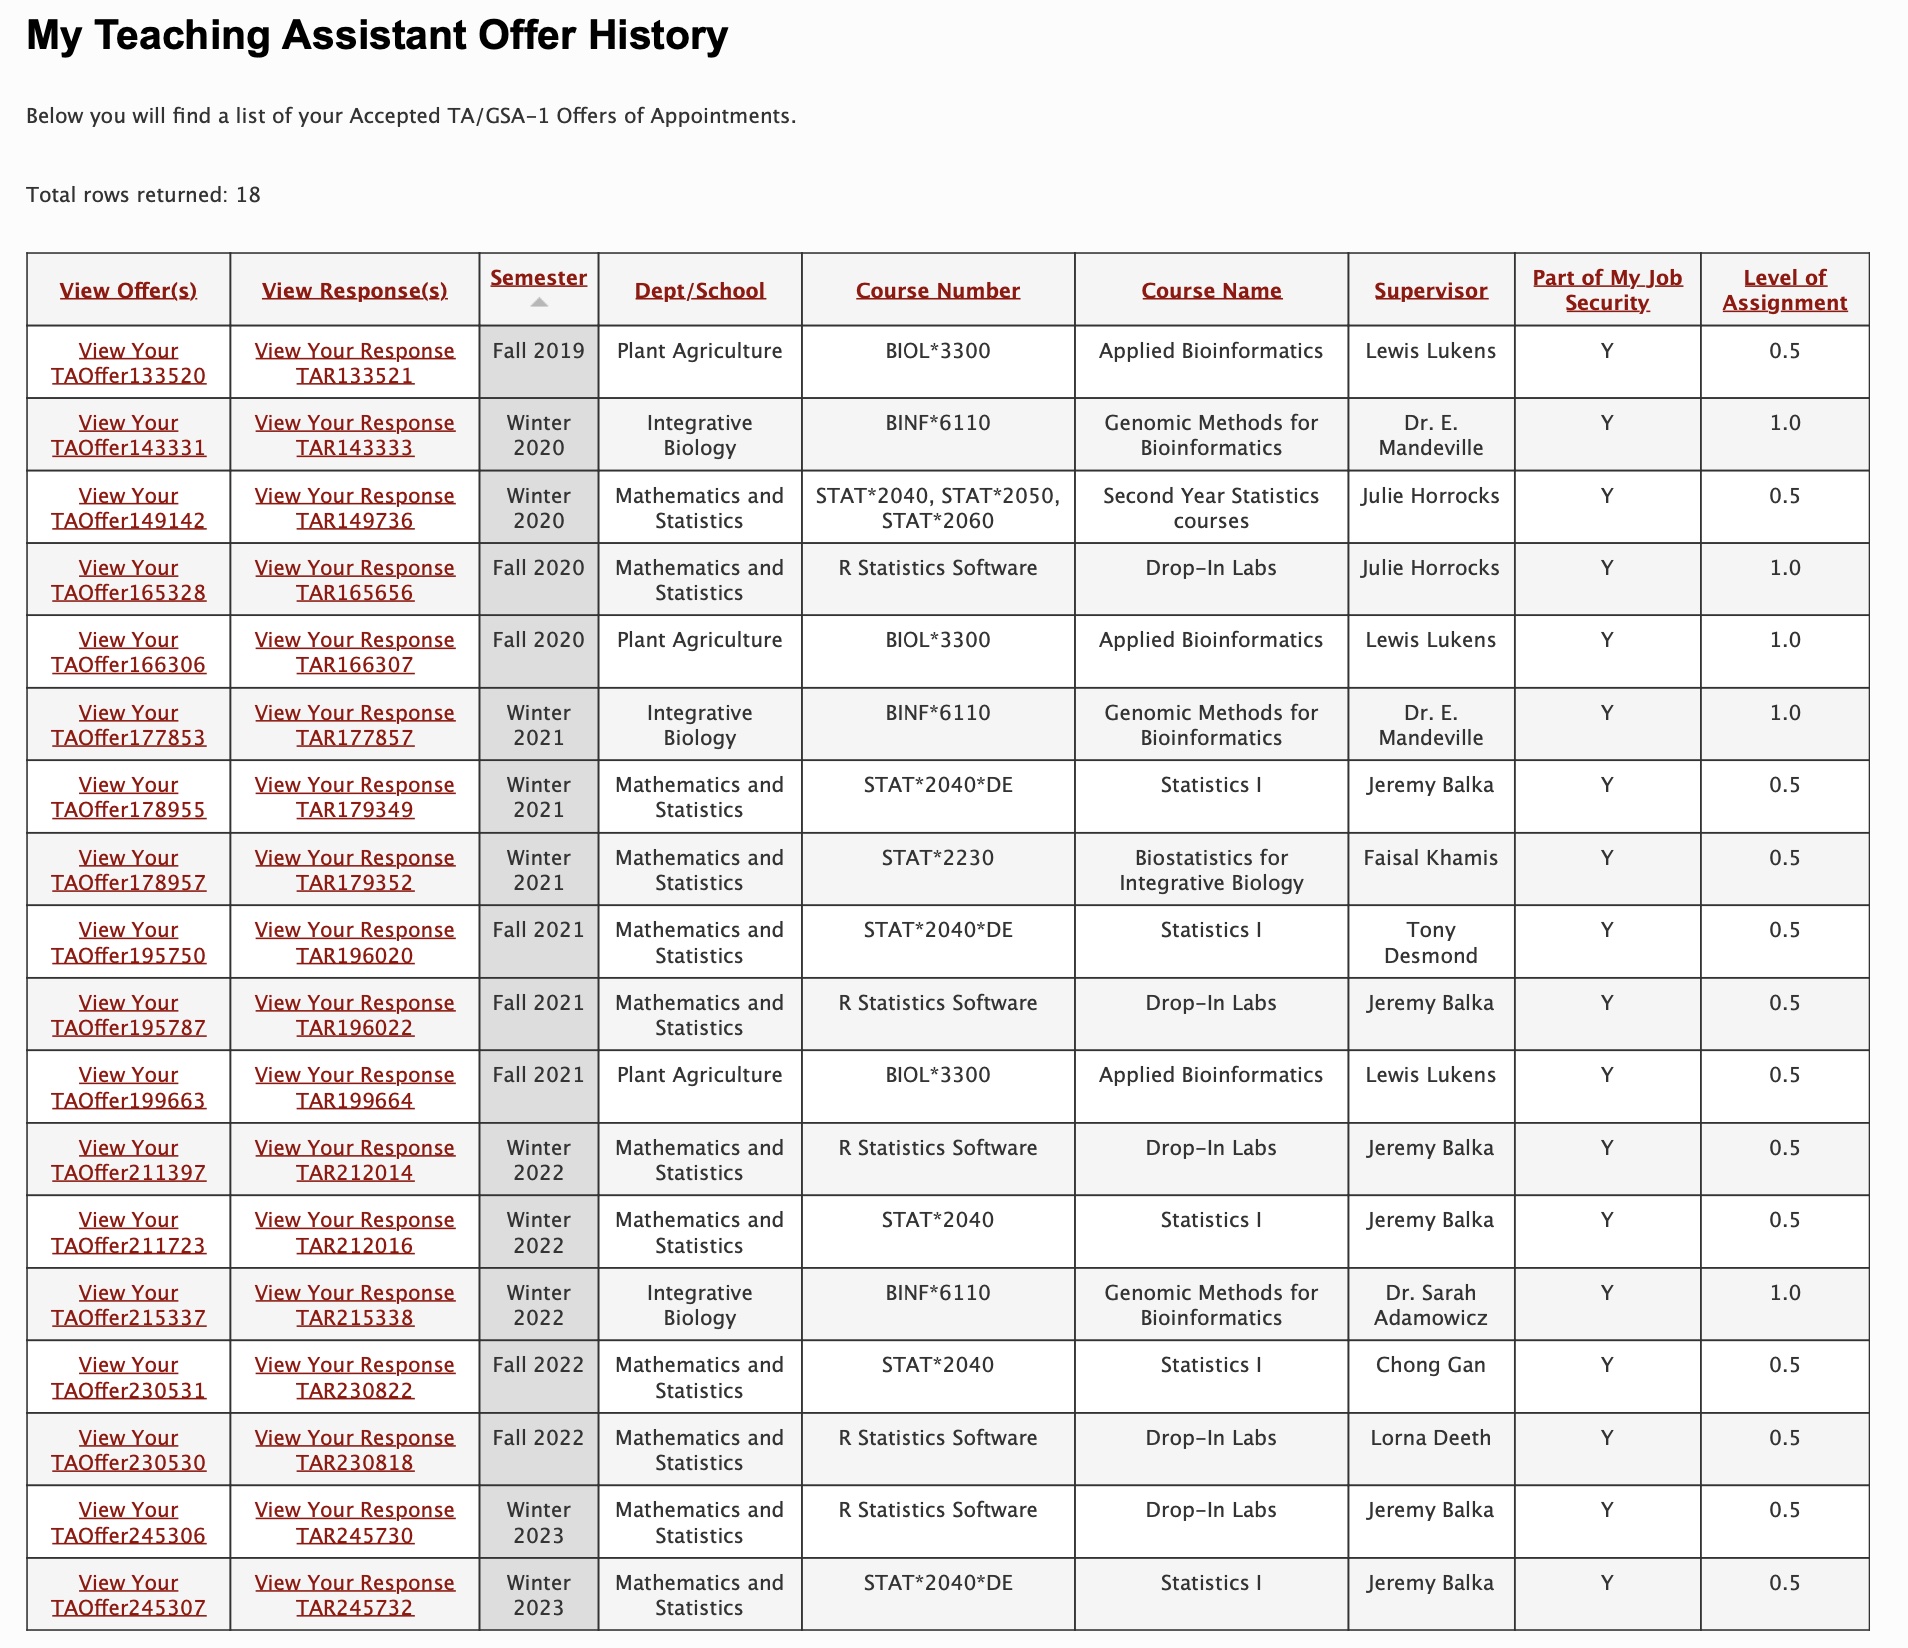 My Teaching Assistant Offer History
Below you will find a list of your Accepted TA/GSA-1 Offers of Appointments.
Total rows returned: 18
View Offer(s) View Response(s) Semester Dept/School Course Number Course Name Supervisor Part of My Job Level of
Security Assignment
View Your View Your Response Fall 2019 Plant Agriculture BIOL*3300 Applied Bioinformatics Lewis Lukens Y 0.5
TAOffer133520 TAR133521
View Your View Your Response Winter Integrative BINF*6110 Genomic Methods for Dr. E. Y 1.0
TAOffer143331 TAR143333 2020 Biology Bioinformatics Mandeville
View Your View Your Response Winter Mathematics and STAT*2040, STAT*2050, Second Year Statistics Julie Horrocks Y 0.5
TAOffer149142 TAR149736 2020 Statistics STAT*2060 courses
View Your View Your Response Fall 2020 Mathematics and R Statistics Software Drop-In Labs Julie Horrocks Y 1.0
TAOffer165328 TAR165656 Statistics
View Your View Your Response Fall 2020 Plant Agriculture BIOL*3300 Applied Bioinformatics Lewis Lukens Y 1.0
TAOffer166306 TAR166307
View Your View Your Response Winter Integrative BINF*6110 Genomic Methods for Dr. E. Y 1.0
TAOffer177853 TAR177857 2021 Biology Bioinformatics Mandeville
View Your View Your Response Winter Mathematics and STAT*2040*DE Statistics I Jeremy Balka Y 0.5
TAOffer178955 TAR179349 2021 Statistics
View Your View Your Response Winter Mathematics and STAT*2230 Biostatistics for Faisal Khamis Y 0.5
TAOffer178957 TAR179352 2021 Statistics Integrative Biology
View Your View Your Response Fall 2021 Mathematics and STAT*2040*DE Statistics I Tony Y 0.5
TAOffer195750 TAR196020 Statistics Desmond
View Your View Your Response Fall 2021 Mathematics and R Statistics Software Drop-In Labs Jeremy Balka Y 0.5
TAOffer195787 TAR196022 Statistics
View Your View Your Response Fall 2021 Plant Agriculture BIOL*3300 Applied Bioinformatics Lewis Lukens Y 0.5
TAOffer199663 TAR199664
View Your View Your Response Winter Mathematics and R Statistics Software Drop-In Labs Jeremy Balka Y 0.5
TAOffer211397 TAR212014 2022 Statistics
View Your View Your Response Winter Mathematics and STAT*2040 Statistics I Jeremy Balka Y 0.5
TAOffer211723 TAR212016 2022 Statistics
View Your View Your Response Winter Integrative BINF*6110 Genomic Methods for Dr. Sarah Y 1.0
TAOffer215337 TAR215338 2022 Biology Bioinformatics Adamowicz
View Your View Your Response Fall 2022 Mathematics and STAT*2040 Statistics I Chong Gan Y 0.5
TAOffer230531 TAR230822 Statistics
View Your View Your Response Fall 2022 Mathematics and R Statistics Software Drop-In Labs Lorna Deeth Y 0.5
TAOffer230530 TAR230818 Statistics
View Your View Your Response Winter Mathematics and R Statistics Software Drop-In Labs Jeremy Balka Y 0.5
TAOffer245306 TAR245730 2023 Statistics
View Your View Your Response Winter Mathematics and STAT*2040*DE Statistics I Jeremy Balka Y 0.5
TAOffer245307 TAR245732 2023 Statistics